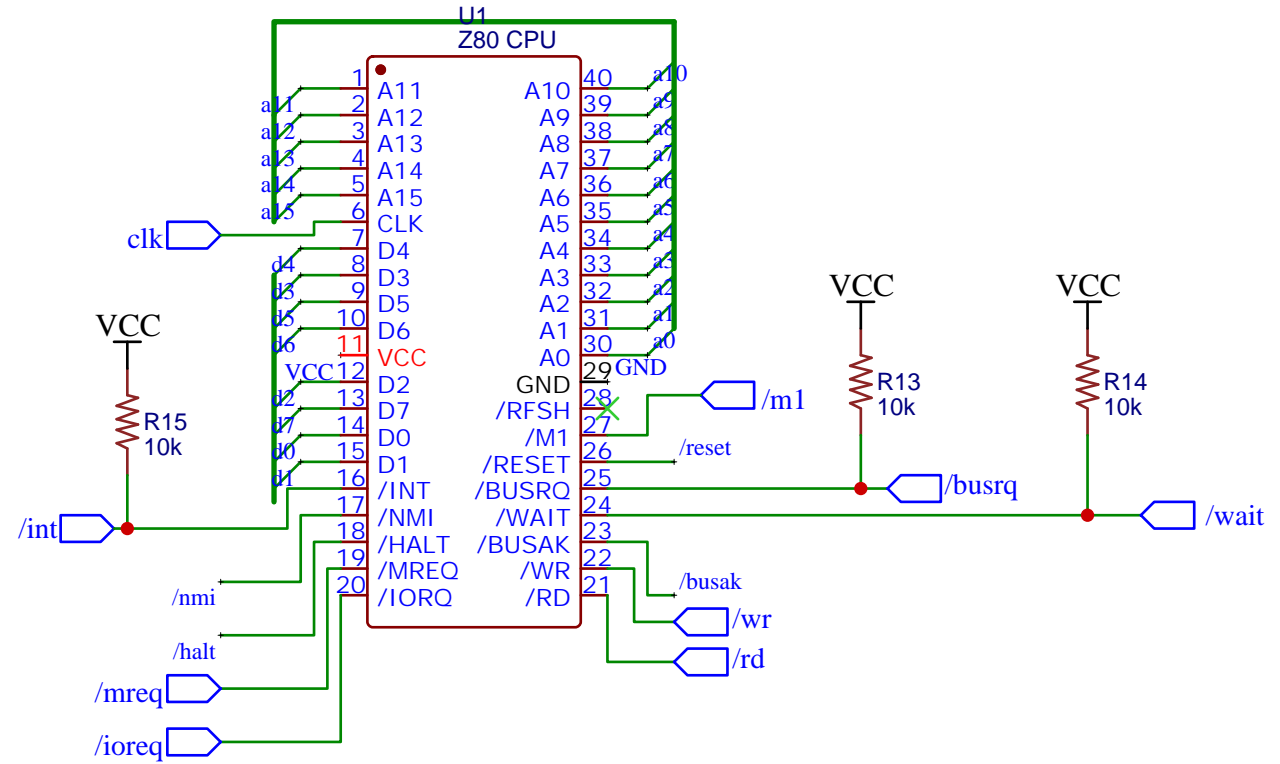 U1
Z80 CPU
1 A11 A10 40 a10
a11 2 A12 A9 39 a9
a12 3 A13 A8 38 a8
a13 4 A14 A7 37 a7
a14 5 A15 A6 36 a6
a15 6 CLK A5 35 a5
clk 7 D4 A4 34 a4
d4 8 D3 A3 33 a3
d3 9 D5 A2 32 a2
d5 10 D6 A1 31 a1
d6 11 VCC A0 30 a0
VCC 12 D2 GND 29 GND
d2 13 D7 /RFSH 28
d7 14 D0 /M1 27 /m1
d0 15 D1 /RESET 26 /reset
d1 16 /INT /BUSRQ 25 /busrq
/int 17 /NMI /WAIT 24 /wait
18 /HALT /BUSAK 23 /busak
19 /MREQ /WR 22 /wr
20 /IORQ /RD 21 /rd
/nmi
/halt
/mreq
/ioreq
VCC
R15
10k
VCC
R13
10k
VCC
R14
10k